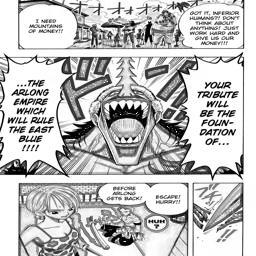 GOT IT, INFERIOR
HUMANS?! DON'T
THINK ABOUT
ANYTHING! JUST
WORK HARD AND
GIVE US OUR
MONEY!!!
I NEED
MOUNTAINS
OF MONEY!!
YOUR
TRIBUTE
WILL
BE THE
FOUN-
DATION
OF...
...THE
ARLONG
EMPIRE
WHICH
WILL RULE
THE EAST
BLUE
!!!!
ESCAPE!
HURRY!!
BEFORE
ARLONG
GETS BACK!
HUH
?